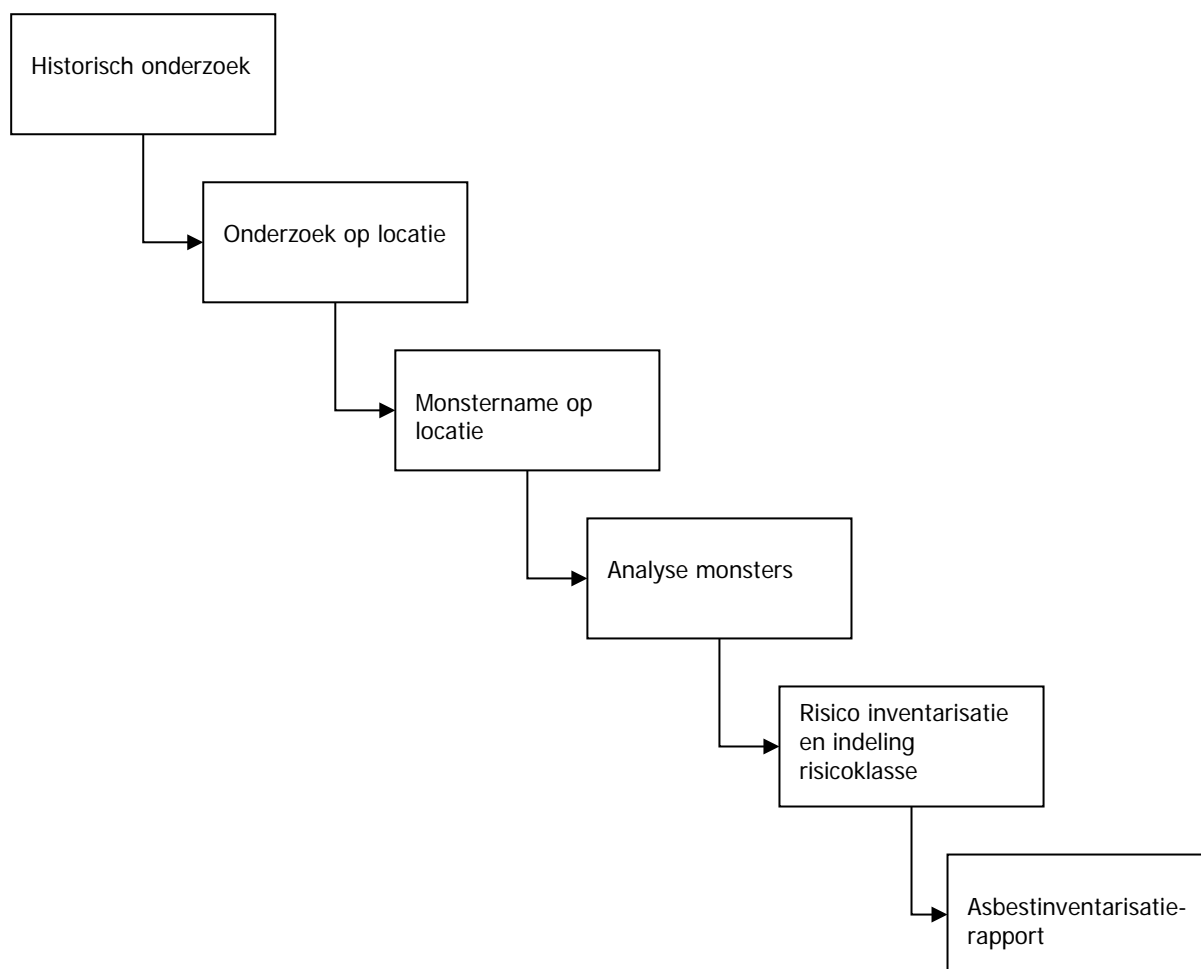 Historisch onderzoek
Onderzoek op locatie
Monstername op
locatie
Analyse monsters
Risico inventarisatie
en indeling
risicoklasse
Asbestinventarisatie-
rapport